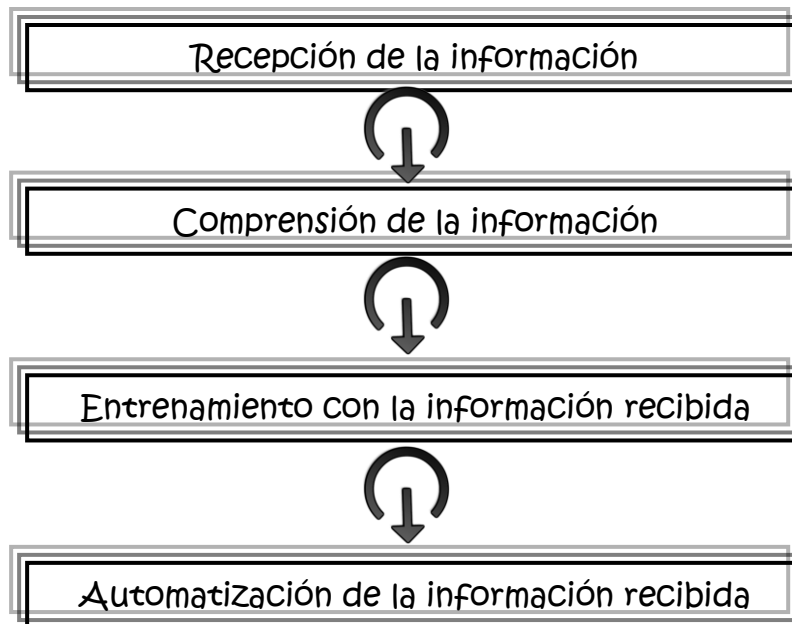 Recepción de la información
Comprensión de la información
Entrenamiento con la información recibida
Automatización de la información recibida